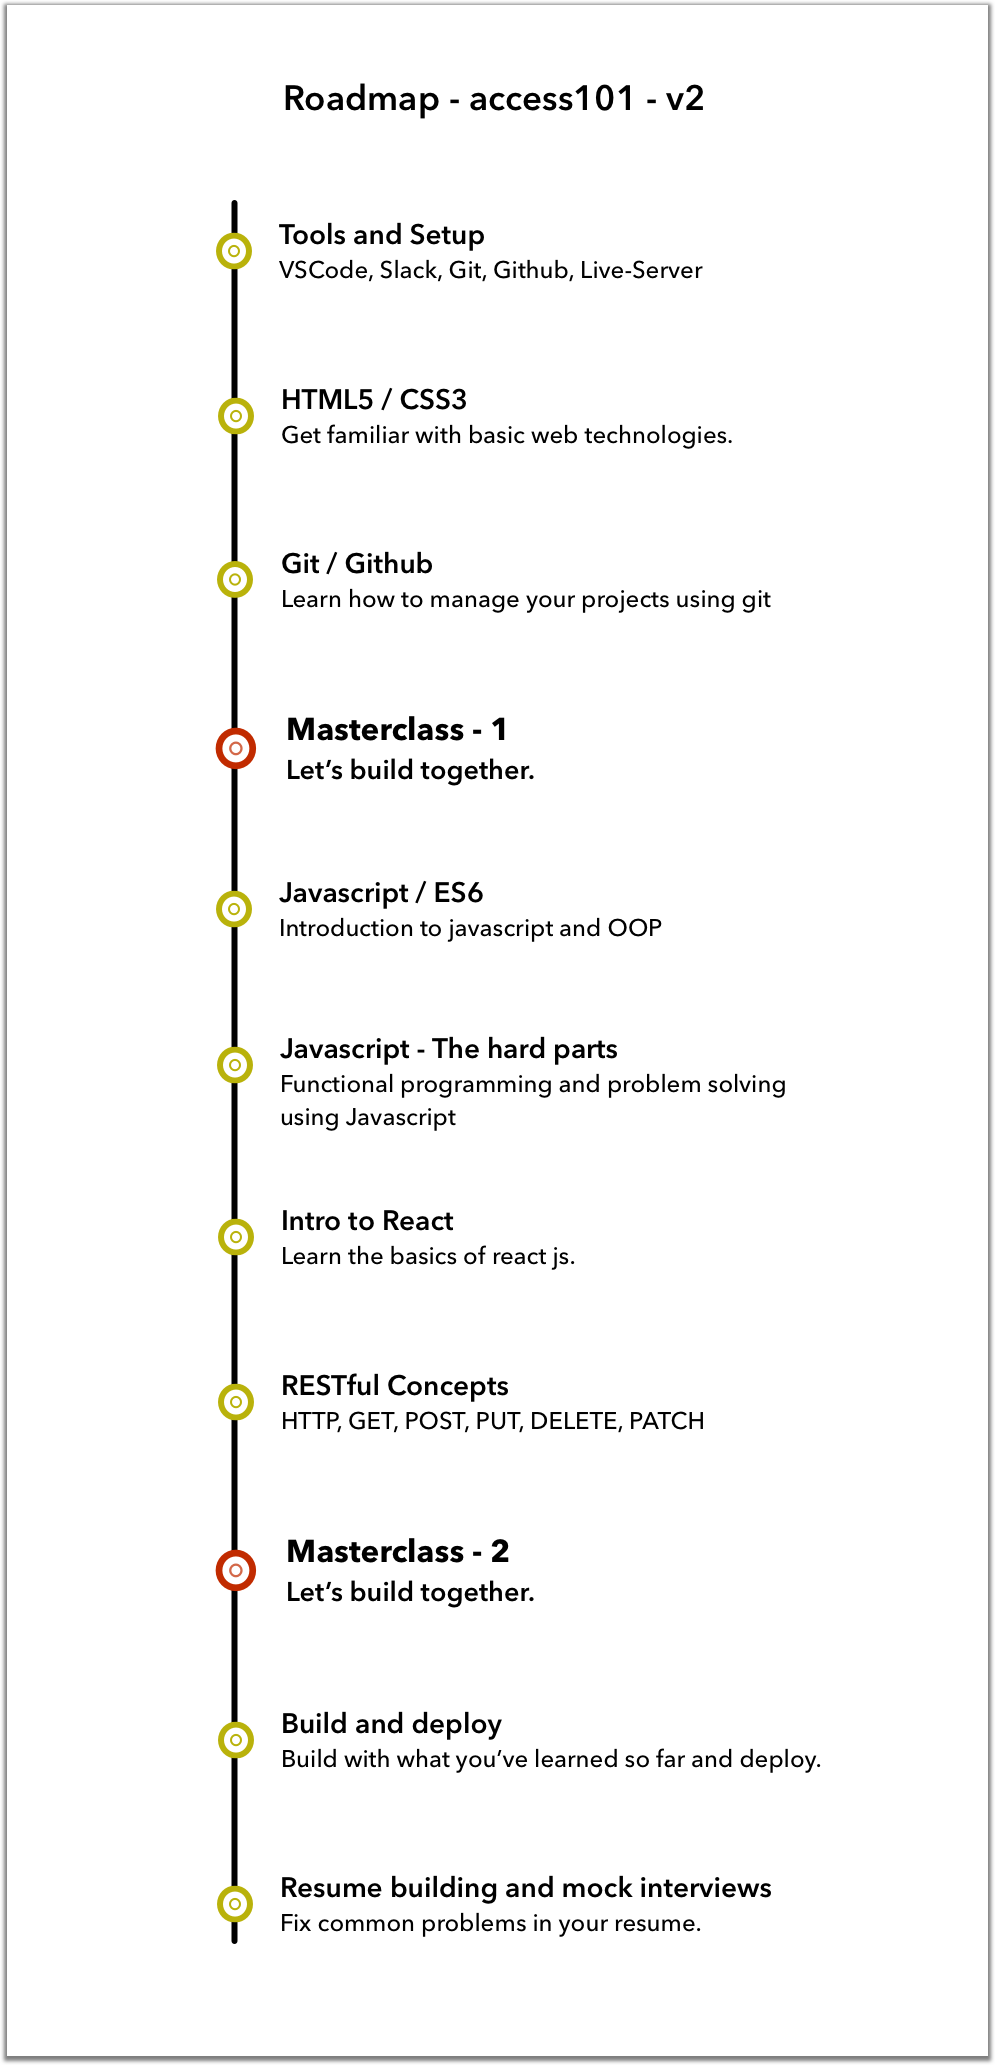 Roadmap - access101 - v2
Tools and Setup
VSCode, Slack, Git, Github, Live-Server
HTML5 / CSS3
Get familiar with basic web technologies.
Git / Github
Learn how to manage your projects using git
Masterclass - 1
Let’s build together.
Javascript / ES6
Introduction to javascript and OOP
Javascript - The hard parts
Functional programming and problem solving
using Javascript
Intro to React
Learn the basics of react js.
RESTful Concepts
HTTP, GET, POST, PUT, DELETE, PATCH
Masterclass - 2
Let’s build together.
Build and deploy
Build with what you’ve learned so far and deploy.
Resume building and mock interviews
Fix common problems in your resume.